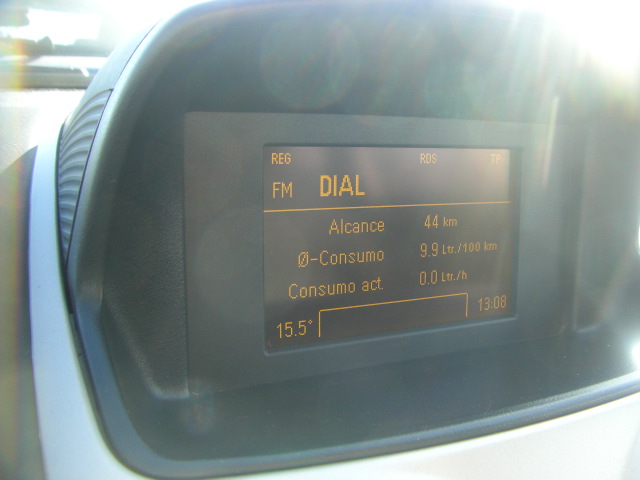 REG RDS TP
FM DIAL
Alcance 44 km
Ø-Consumo 9.9 Ltr./100 km
Consumo act. 0.0 Ltr./h
15.5° 13:08